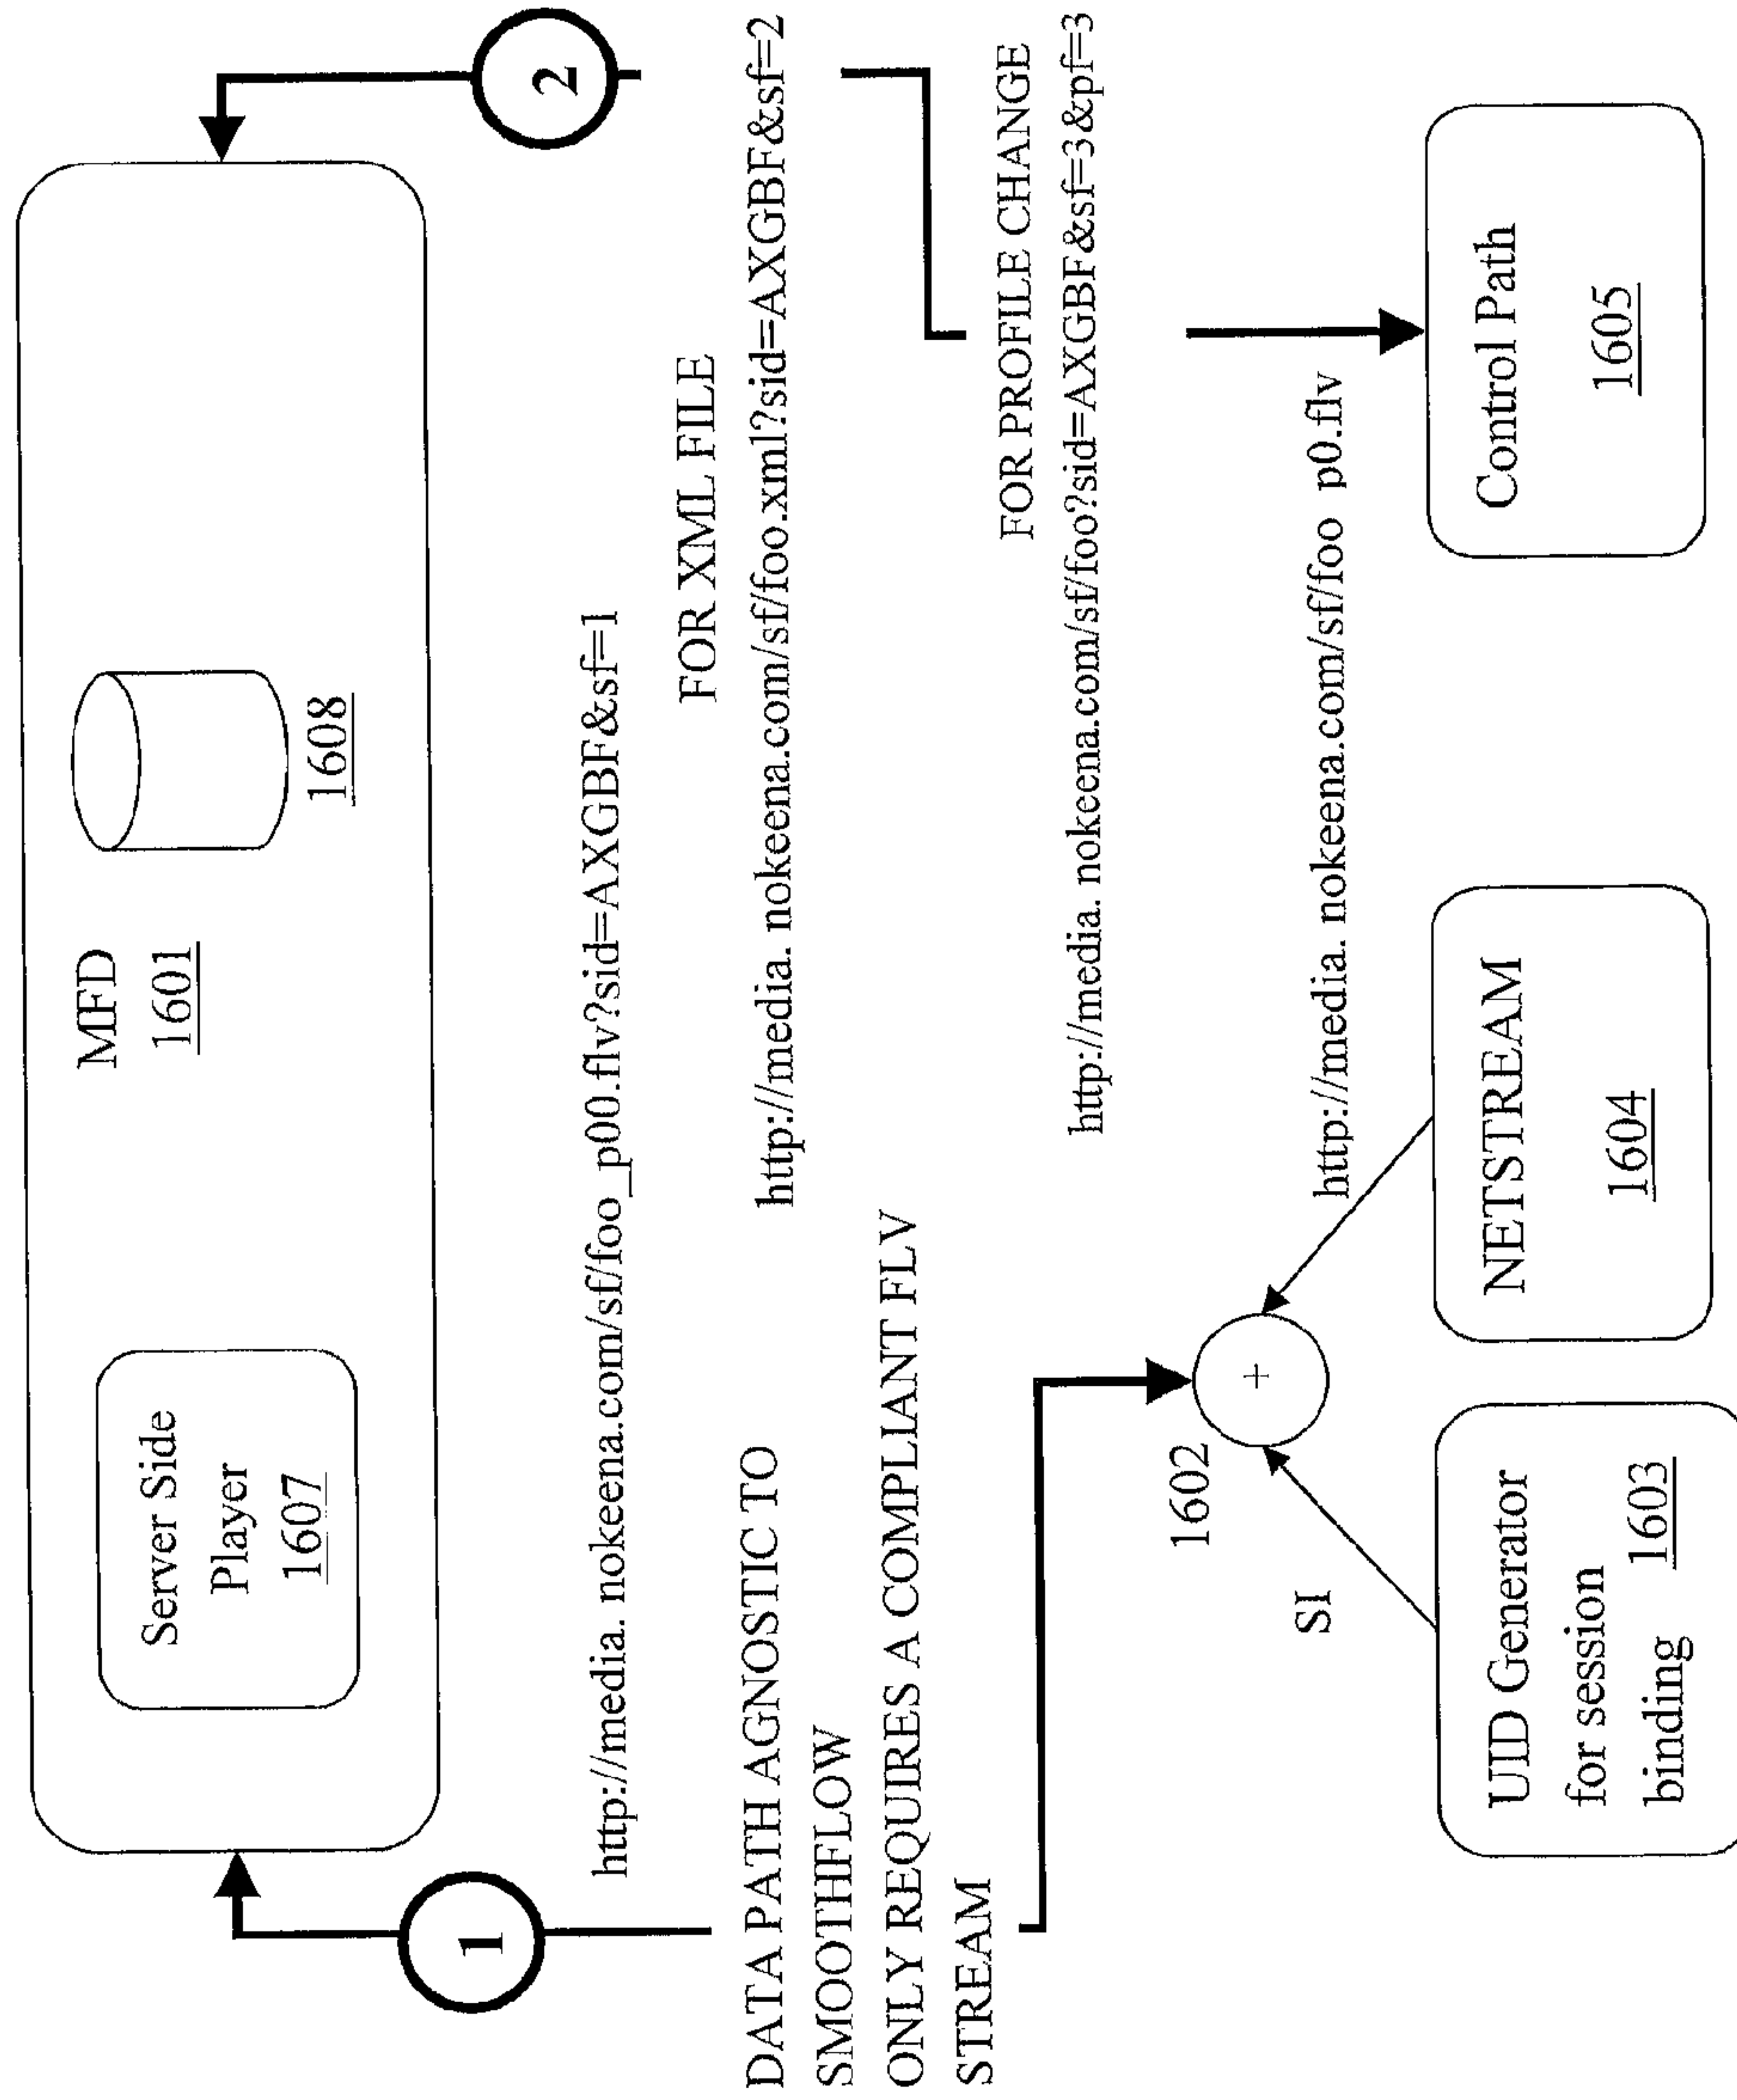 MFD
1601
1608
Server Side
Player
1607
1
2
http://media. nokeena.com/sf/foo_p00.flv?sid=AXGBF&sf=1
FOR XML FILE
http://media. nokeena.com/sf/foo.xml?sid=AXGBF&sf=2
DATA PATH AGNOSTIC TO
SMOOTHFLOW
ONLY REQUIRES A COMPLIANT FLV
STREAM
FOR PROFILE CHANGE
http://media. nokeena.com/sf/foo?sid=AXGBF&sf=3&pf=3
1602
+
SI
http://media. nokeena.com/sf/foo p0.flv
UID Generator
for session
binding 1603
NETSTREAM
1604
Control Path
1605